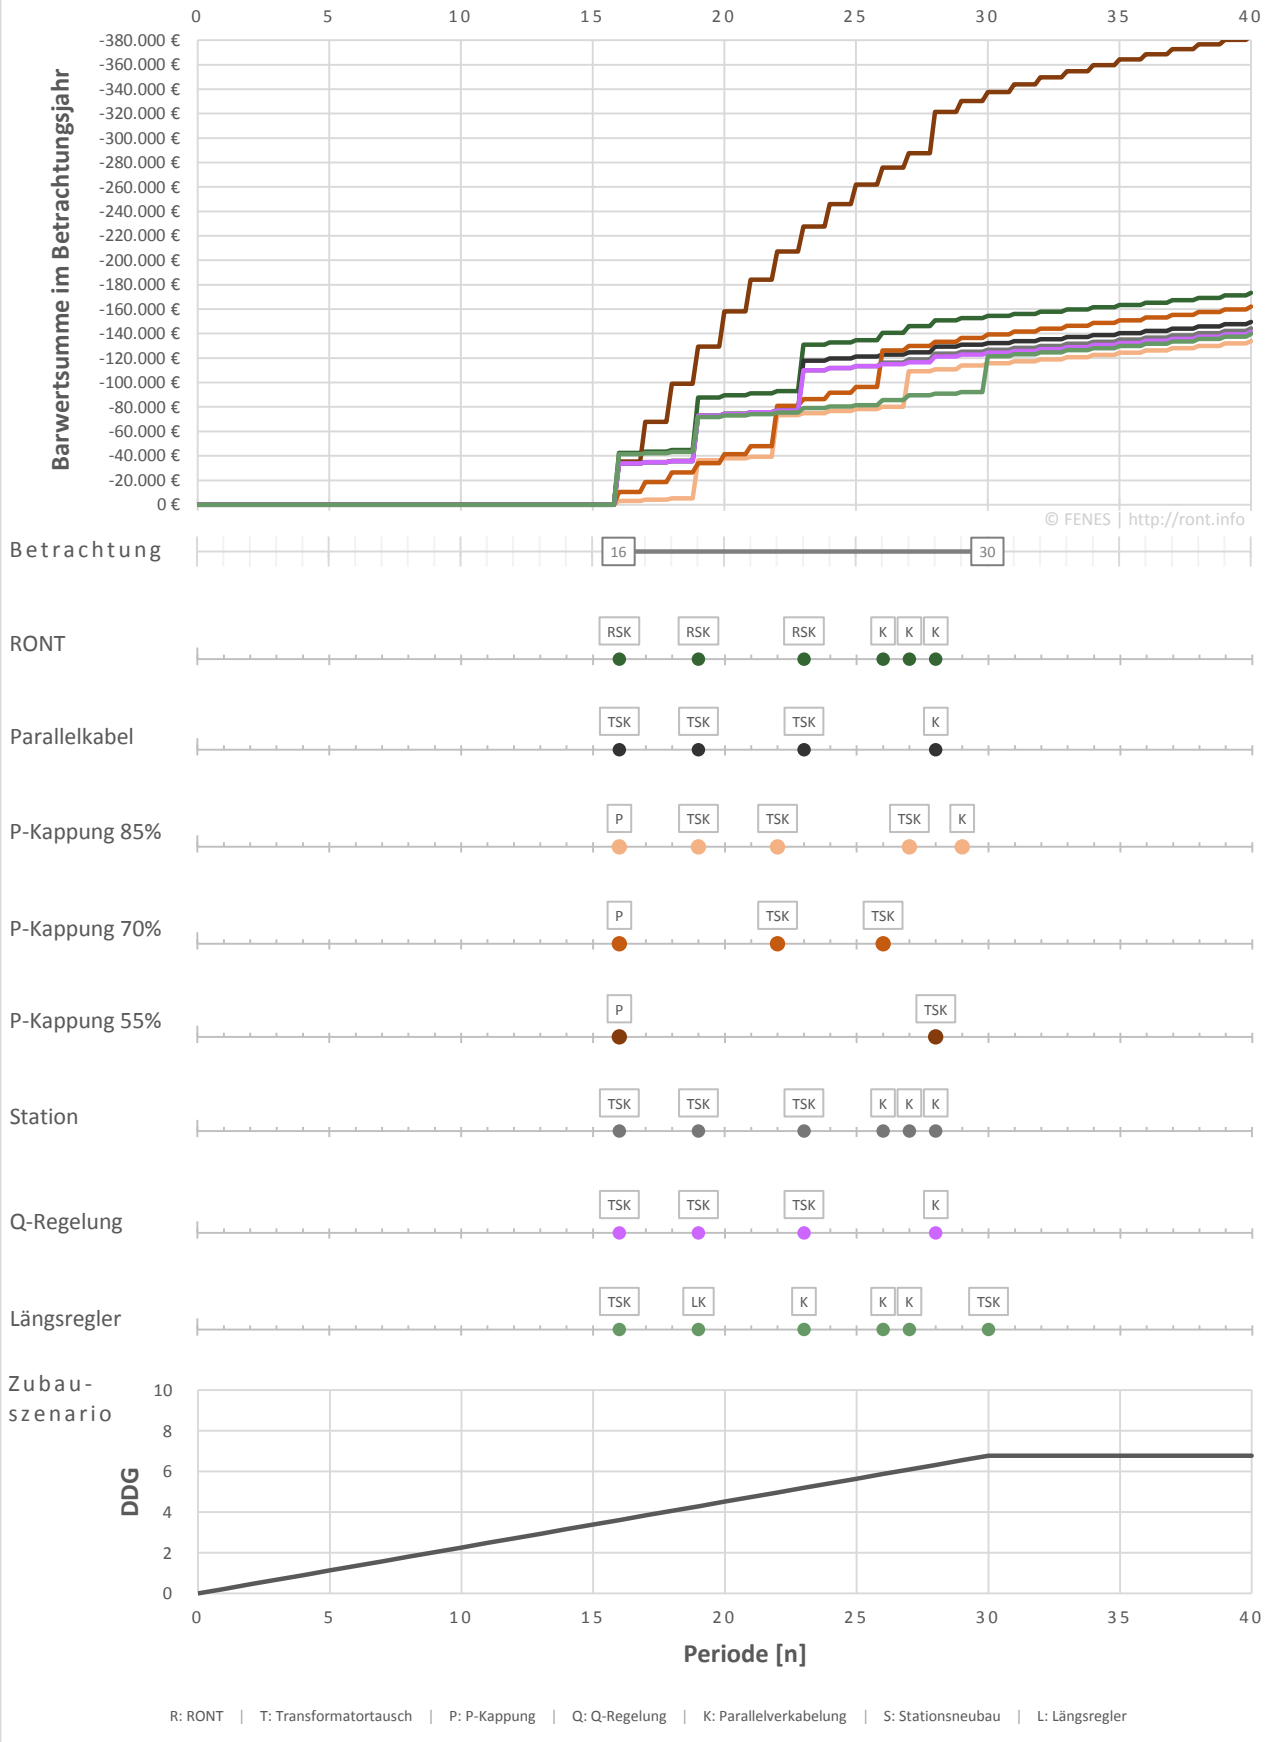 0 5 10 15 20 25 30 35 40
Barwertsumme im Betrachtungsjahr
-380.000 €
-360.000 €
-340.000 €
-320.000 €
-300.000 €
-280.000 €
-260.000 €
-240.000 €
-220.000 €
-200.000 €
-180.000 €
-160.000 €
-140.000 €
-120.000 €
-100.000 €
-80.000 €
-60.000 €
-40.000 €
-20.000 €
0 €
© FENES | http://ront.info
Betrachtung 16 30
RONT RSK RSK RSK K K K
Parallelkabel TSK TSK TSK K
P-Kappung 85% P TSK TSK TSK K
P-Kappung 70% P TSK TSK
P-Kappung 55% P TSK
Station TSK TSK TSK K K K
Q-Regelung TSK TSK TSK K
Längsregler TSK LK K K K TSK
Zubau-
szenario
DDG
10
8
6
4
2
0
0 5 10 15 20 25 30 35 40
Periode [n]
R: RONT | T: Transformatortausch | P: P-Kappung | Q: Q-Regelung | K: Parallelverkabelung | S: Stationsneubau | L: Längsregler